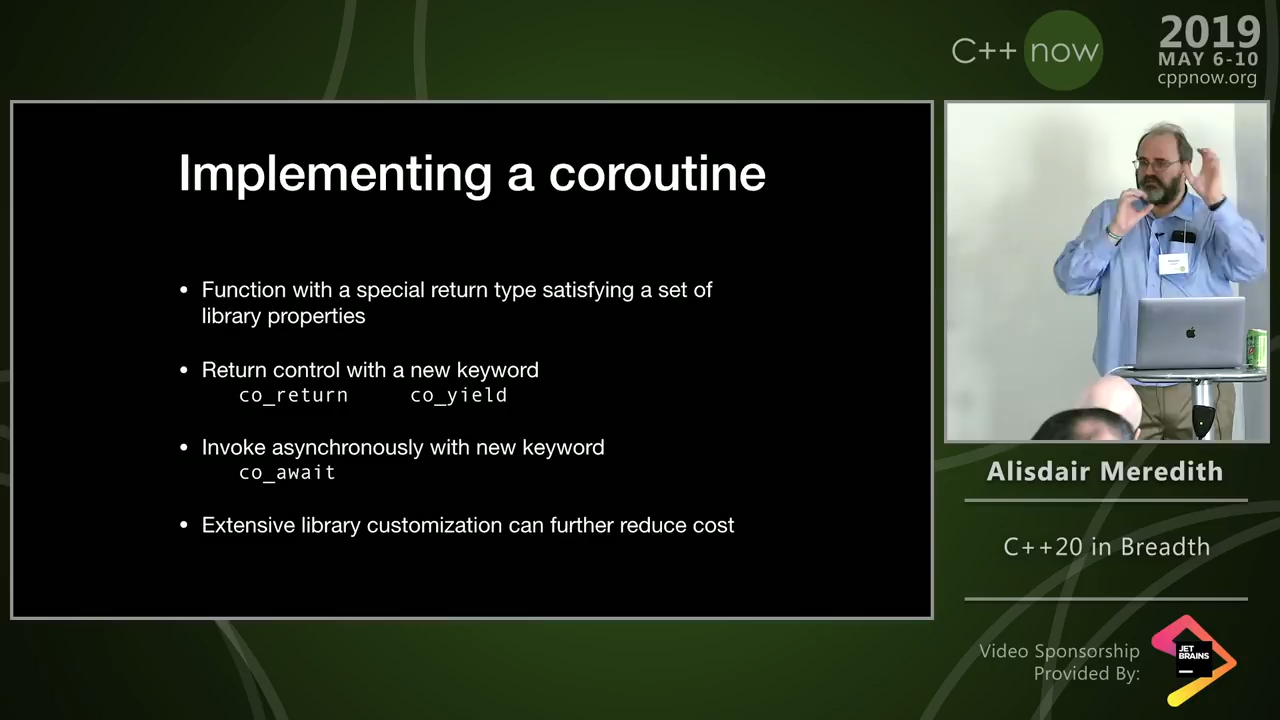 C++ now
2019
MAY 6-10
cppnow.org
Implementing a coroutine
• Function with a special return type satisfying a set of
library properties
• Return control with a new keyword
co_return co_yield
• Invoke asynchronously with new keyword
co_await
• Extensive library customization can further reduce cost
Alisdair Meredith
C++20 in Breadth
Video Sponsorship
Provided By:
JET
BRAINS